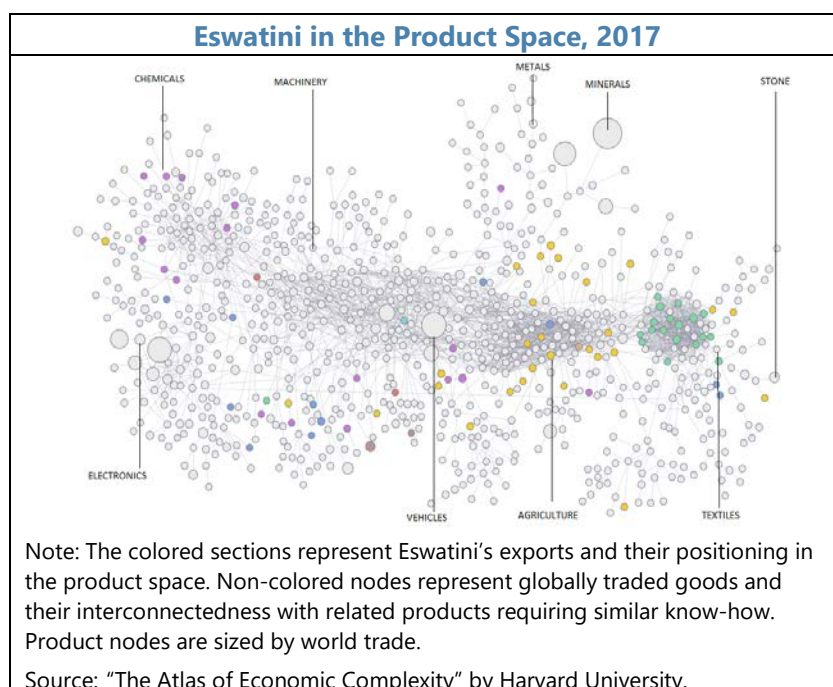 Eswatini in the Product Space, 2017
METALS
CHEMICALS
MACHINERY
MINERALS
STONE
ELECTRONICS
VEHICLES
AGRICULTURE
TEXTILES
Note: The colored sections represent Eswatini's exports and their positioning in
the product space. Non-colored nodes represent globally traded goods and
their interconnectedness with related products requiring similar know-how.
Product nodes are sized by world trade.
Source: "The Atlas of Economic Complexity" by Harvard University.